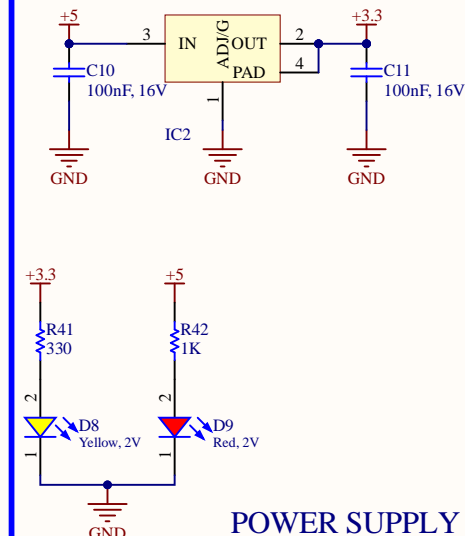 +5
+3.3
3
IN
ADJ/G
OUT
2
PAD
4
1
C10
100nF, 16V
C11
100nF, 16V
IC2
GND
GND
GND
+3.3
+5
R41
330
R42
1K
2
2
D8
Yellow, 2V
D9
Red, 2V
1
1
GND
POWER SUPPLY